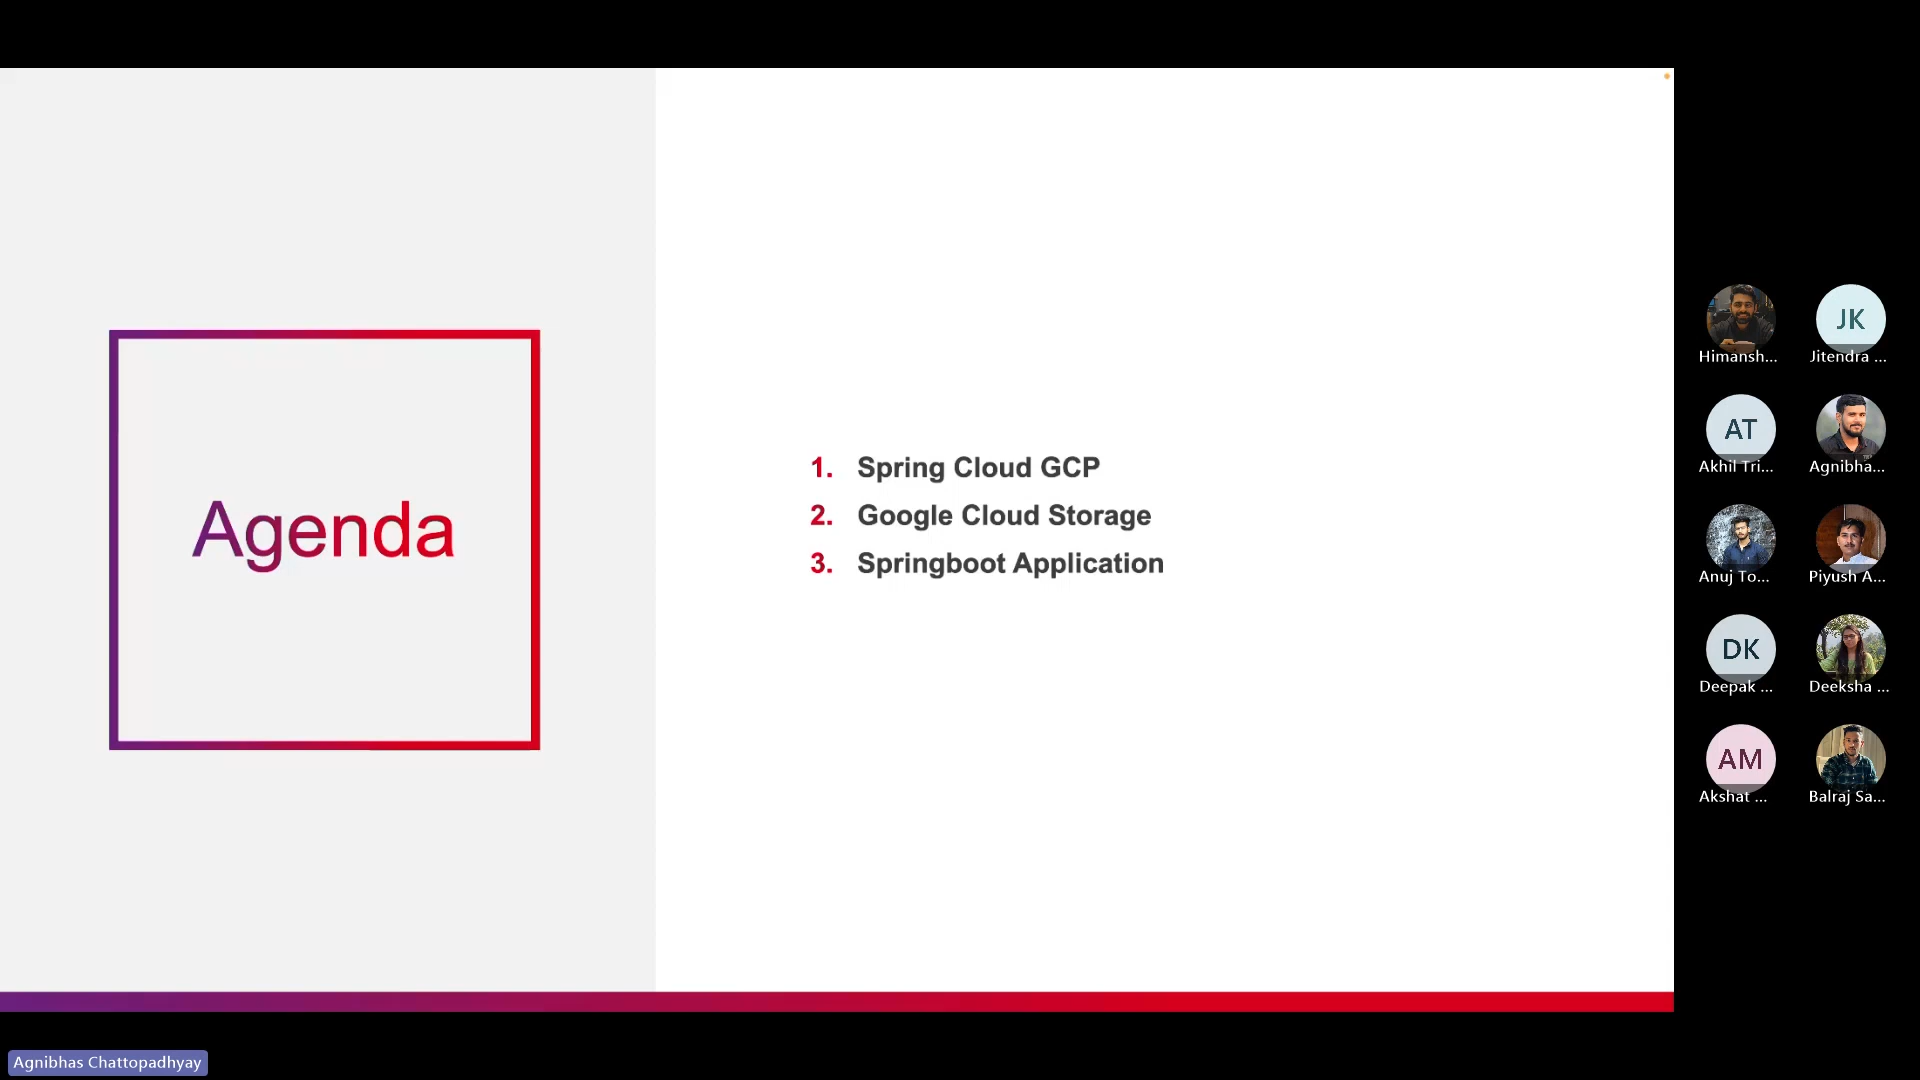 Agenda
1. Spring Cloud GCP
2. Google Cloud Storage
3. Springboot Application
Himansh...
JK
Jitendra ...
AT
Akhil Tri...
Agnibha...
Anuj To...
Piyush A...
DK
Deepak ...
Deeksha ...
AM
Akshat ...
Balraj Sa...
Agnibhas Chattopadhyay